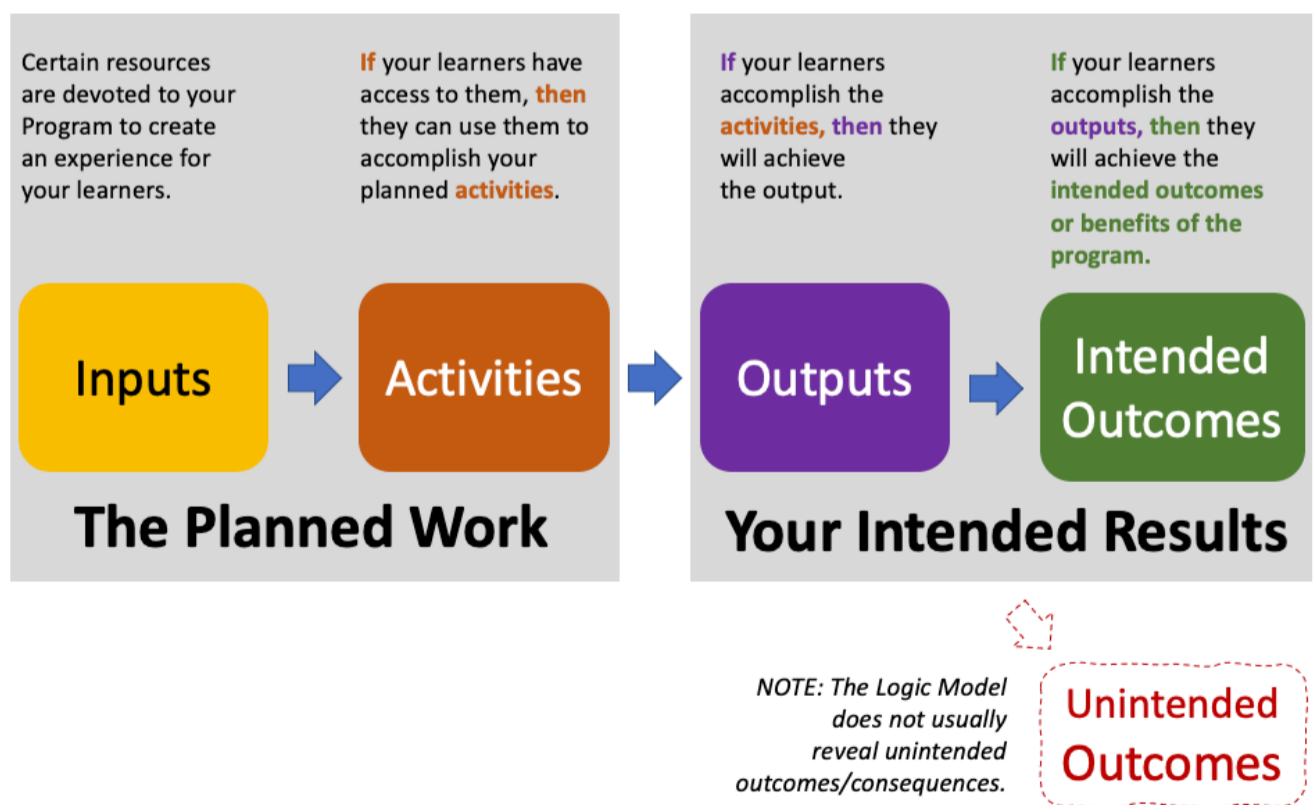 Certain resources
are devoted to your
Program to create
an experience for
your learners.
If your learners have
access to them, then
they can use them to
accomplish your
planned activities.
If your learners
accomplish the
activities, then they
will achieve
the output.
If your learners
accomplish the
outputs, then they
will achieve the
intended outcomes
or benefits of the
program.
Inputs
Activities
Outputs
Intended
Outcomes
The Planned Work
Your Intended Results
NOTE: The Logic Model
does not usually
reveal unintended
outcomes/consequences.
Unintended
Outcomes